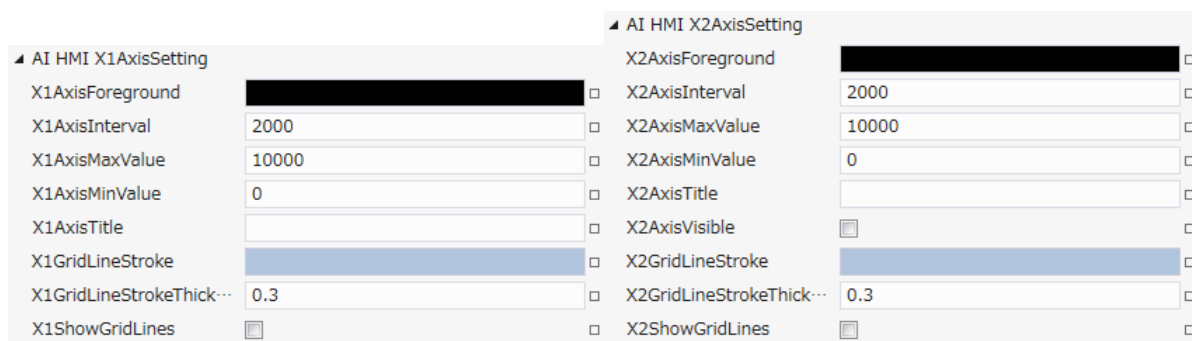 AI HMI X1AxisSetting
X1AxisForeground
X1AxisInterval 2000
X1AxisMaxValue 10000
X1AxisMinValue 0
X1AxisTitle
X1GridLineStroke
X1GridLineStrokeThick··· 0.3
X1ShowGridLines
AI HMI X2AxisSetting
X2AxisForeground
X2AxisInterval 2000
X2AxisMaxValue 10000
X2AxisMinValue 0
X2AxisTitle
X2AxisVisible
X2GridLineStroke
X2GridLineStrokeThick··· 0.3
X2ShowGridLines